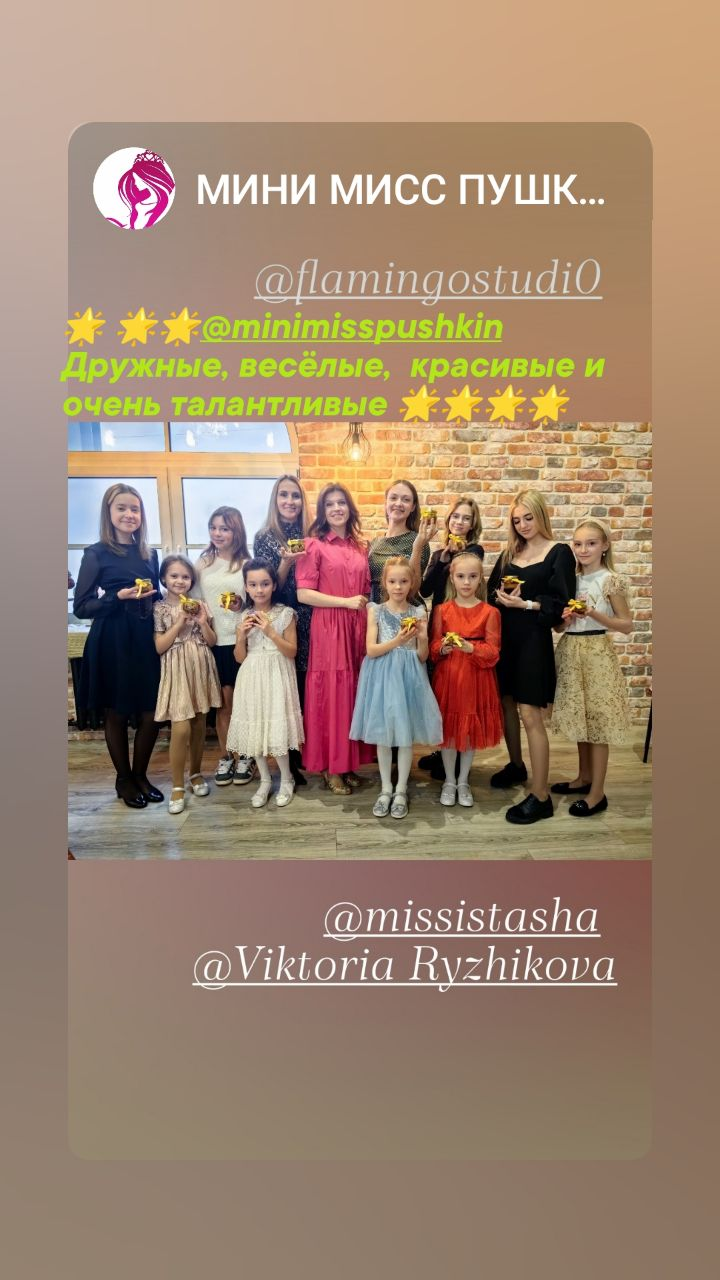 МИНИ МИСС ПУШК...
@flamingostudi0
🌟 🌟🌟@minimisspushkin
Дружные, весёлые, красивые и
очень талантливые 🌟🌟🌟🌟
@missistasha
@Viktoria Ryzhikova